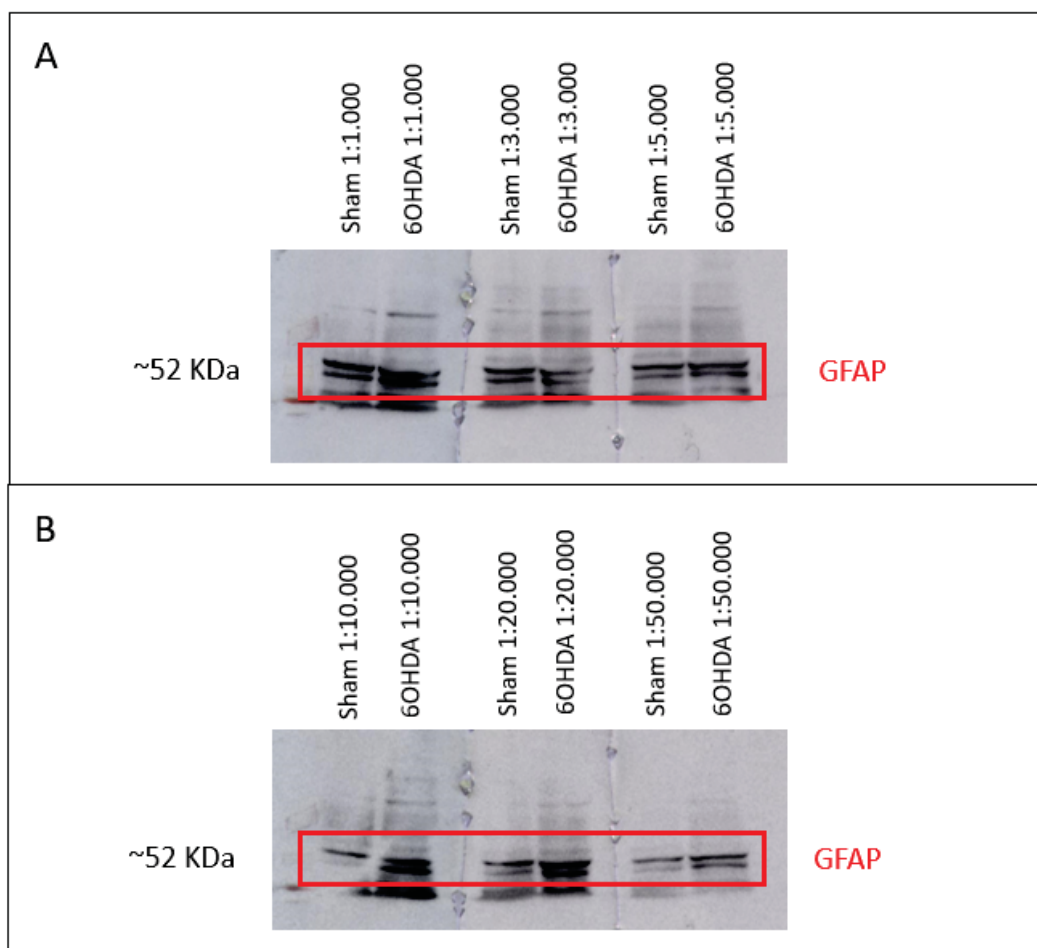 A
Sham 1:1.000
6OHDA 1:1.000
Sham 1:3.000
6OHDA 1:3.000
Sham 1:5.000
6OHDA 1:5.000
~52 KDa
GFAP
B
Sham 1:10.000
6OHDA 1:10.000
Sham 1:20.000
6OHDA 1:20.000
Sham 1:50.000
6OHDA 1:50.000
~52 KDa
GFAP